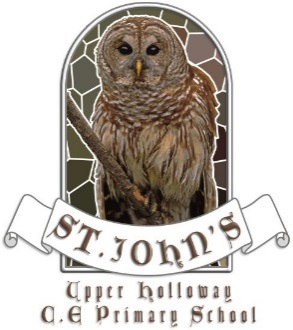 ST. JOHN'S
Upper Holloway
C.E Primary School